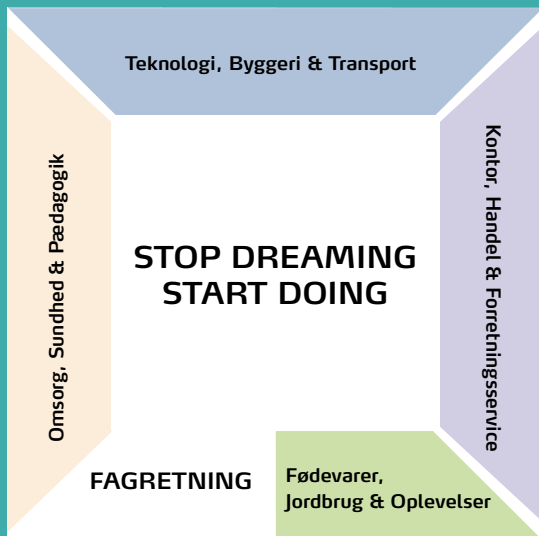 Teknologi, Byggeri & Transport
Omsorg, Sundhed & Pædagogik
Kontor, Handel & Forretningsservice
STOP DREAMING
START DOING
FAGRETNING
Fødevarer,
Jordbrug & Oplevelser